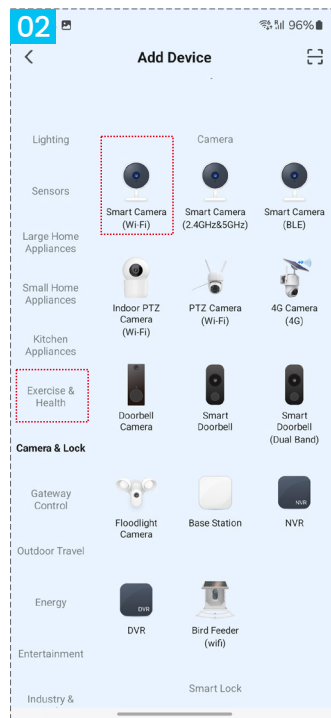 02
96%
Add Device
Lighting
Sensors
Large Home
Appliances
Small Home
Appliances
Kitchen
Appliances
Exercise &
Health
Camera & Lock
Gateway
Control
Outdoor Travel
Energy
Entertainment
Industry &
Camera
Smart Camera
(Wi-Fi)
Smart Camera
(2.4GHz&5GHz)
Smart Camera
(BLE)
Indoor PTZ
Camera
(Wi-Fi)
PTZ Camera
(Wi-Fi)
4G Camera
(4G)
Doorbell
Camera
Smart
Doorbell
Smart
Doorbell
(Dual Band)
Floodlight
Camera
Base Station
NVR
NVR
DVR
DVR
Bird Feeder
(wifi)
Smart Lock